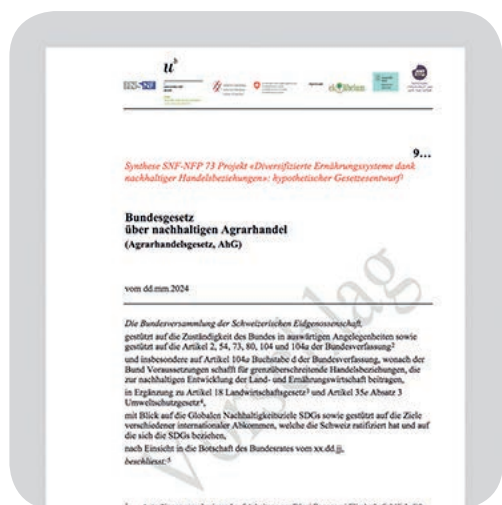 u^b
9…
Synthese SNF-NFP 73 Projekt «Diversifizierte Ernährungssysteme dank
nachhaltiger Handelsbeziehungen»: hypothetischer Gesetzesentwurf¹
Bundesgesetz
über nachhaltigen Agrarhandel
(Agrarhandelsgesetz, AhG)
vom dd.mm.2024
Die Bundesversammlung der Schweizerischen Eidgenossenschaft,
gestützt auf die Zuständigkeit des Bundes in auswärtigen Angelegenheiten sowie
gestützt auf die Artikel 2, 54, 73, 80, 104 und 104a der Bundesverfassung²
und insbesondere auf Artikel 104a Buchstabe d der Bundesverfassung, wonach der
Bund Voraussetzungen schafft für grenzüberschreitende Handelsbeziehungen, die
zur nachhaltigen Entwicklung der Land- und Ernährungswirtschaft beitragen,
in Ergänzung zu Artikel 18 Landwirtschaftsgesetz³ und Artikel 35e Absatz 3
Umweltschutzgesetz⁴,
mit Blick auf die Globalen Nachhaltigkeitsziele SDGs sowie gestützt auf die Ziele
verschiedener internationaler Abkommen, welche die Schweiz ratifiziert hat und auf
die sich die SDGs beziehen,
nach Einsicht in die Botschaft des Bundesrates vom xx.dd.jj,
beschliesst:⁵
Vorschlag